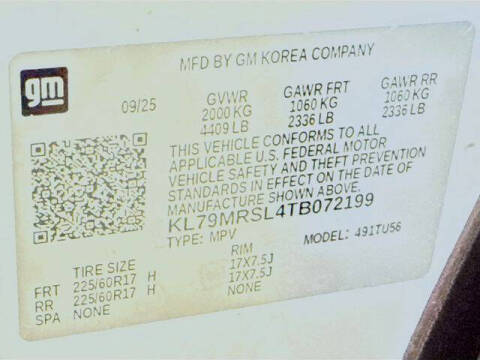 MFD BY GM KOREA COMPANY
gm
09/25 GVWR GAWR FRT GAWR RR
2000 KG 1060 KG 1060 KG
4409 LB 2336 LB 2336 LB
THIS VEHICLE CONFORMS TO ALL
APPLICABLE U.S. FEDERAL MOTOR
VEHICLE SAFETY AND THEFT PREVENTION
STANDARDS IN EFFECT ON THE DATE OF
MANUFACTURE SHOWN ABOVE.
KL79MRSL4TB072199
TYPE: MPV MODEL: 491TU56
TIRE SIZE RIM
FRT 225/60R17 H 17X7.5J
RR 225/60R17 H 17X7.5J
SPA NONE NONE